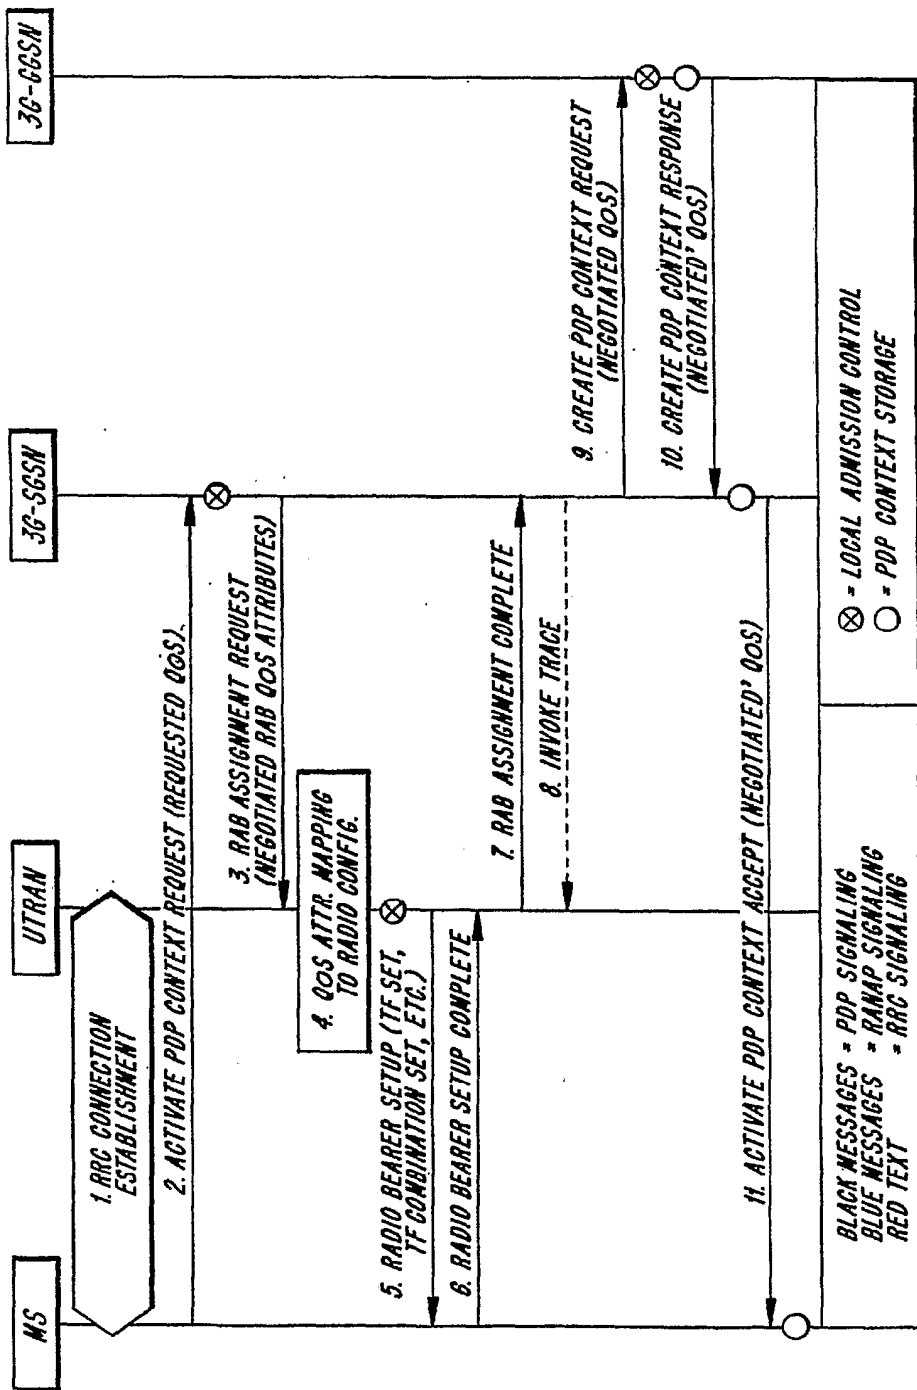 MS
UTRAN
3G-SGSN
3G-GGSN
1. RRC CONNECTION
ESTABLISHMENT
2. ACTIVATE PDP CONTEXT REQUEST (REQUESTED QOS)
3. RAB ASSIGNMENT REQUEST
(NEGOTIATED RAB QOS ATTRIBUTES)
4. QOS ATTR. MAPPING
TO RADIO CONFIG.
5. RADIO BEARER SETUP (TF SET,
TF COMBINATION SET, ETC.)
6. RADIO BEARER SETUP COMPLETE
7. RAB ASSIGNMENT COMPLETE
8. INVOKE TRACE
9. CREATE PDP CONTEXT REQUEST
(NEGOTIATED QOS)
10. CREATE PDP CONTEXT RESPONSE
(NEGOTIATED' QOS)
11. ACTIVATE PDP CONTEXT ACCEPT (NEGOTIATED' QOS)
BLACK MESSAGES = PDP SIGNALING
BLUE MESSAGES = RANAP SIGNALING
RED TEXT = RRC SIGNALING
⊗ = LOCAL ADMISSION CONTROL
○ = PDP CONTEXT STORAGE